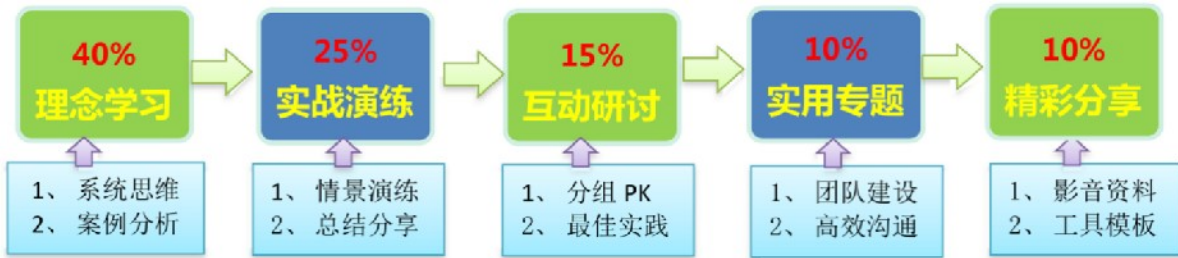 40%
理念学习
25%
实战演练
15%
互动研讨
10%
实用专题
10%
精彩分享
1、 系统思维
2、 案例分析
1、 情景演练
2、 总结分享
1、 分组 PK
2、 最佳实践
1、 团队建设
2、 高效沟通
1、 影音资料
2、 工具模板